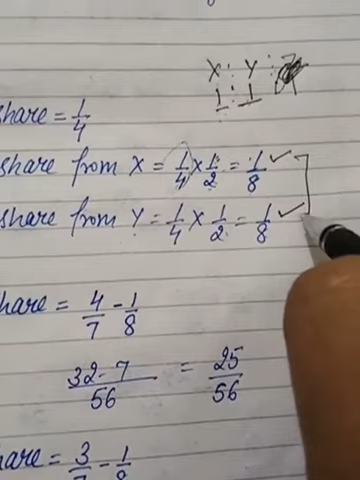 X : Y : Z
1 : 1
share = 1/4
share from X = 1/4 X 1/2 = 1/8 ✓
share from Y = 1/4 X 1/2 = 1/8 ✓
share = 4/7 - 1/8
32-7/56 = 25/56
hare = 3/7 - 1/8